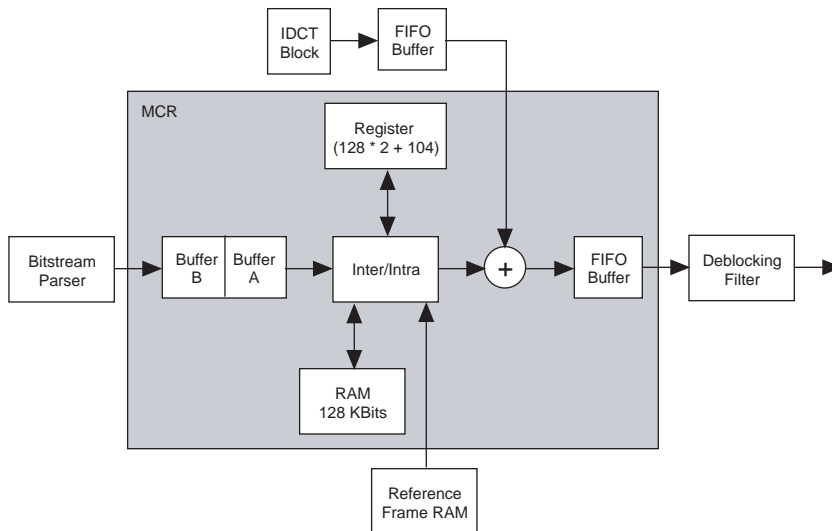 IDCT
Block
FIFO
Buffer
MCR
Register
(128 * 2 + 104)
Bitstream
Parser
Buffer
B
Buffer
A
Inter/Intra
+
FIFO
Buffer
Deblocking
Filter
RAM
128 KBits
Reference
Frame RAM